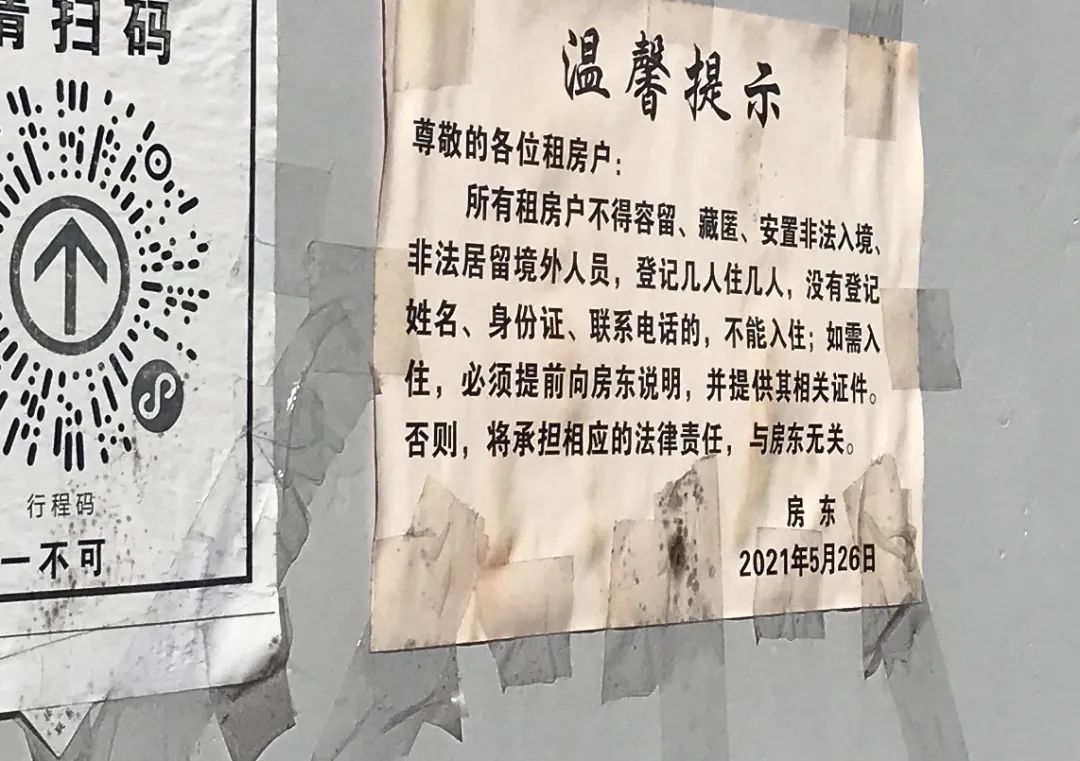 请扫码
行程码
一不可
温馨提示
尊敬的各位租房户：
所有租房户不得容留、藏匿、安置非法入境、
非法居留境外人员，登记几人住几人，没有登记
姓名、身份证、联系电话的，不能入住；如需入
住，必须提前向房东说明，并提供其相关证件。
否则，将承担相应的法律责任，与房东无关。
房东
2021年5月26日